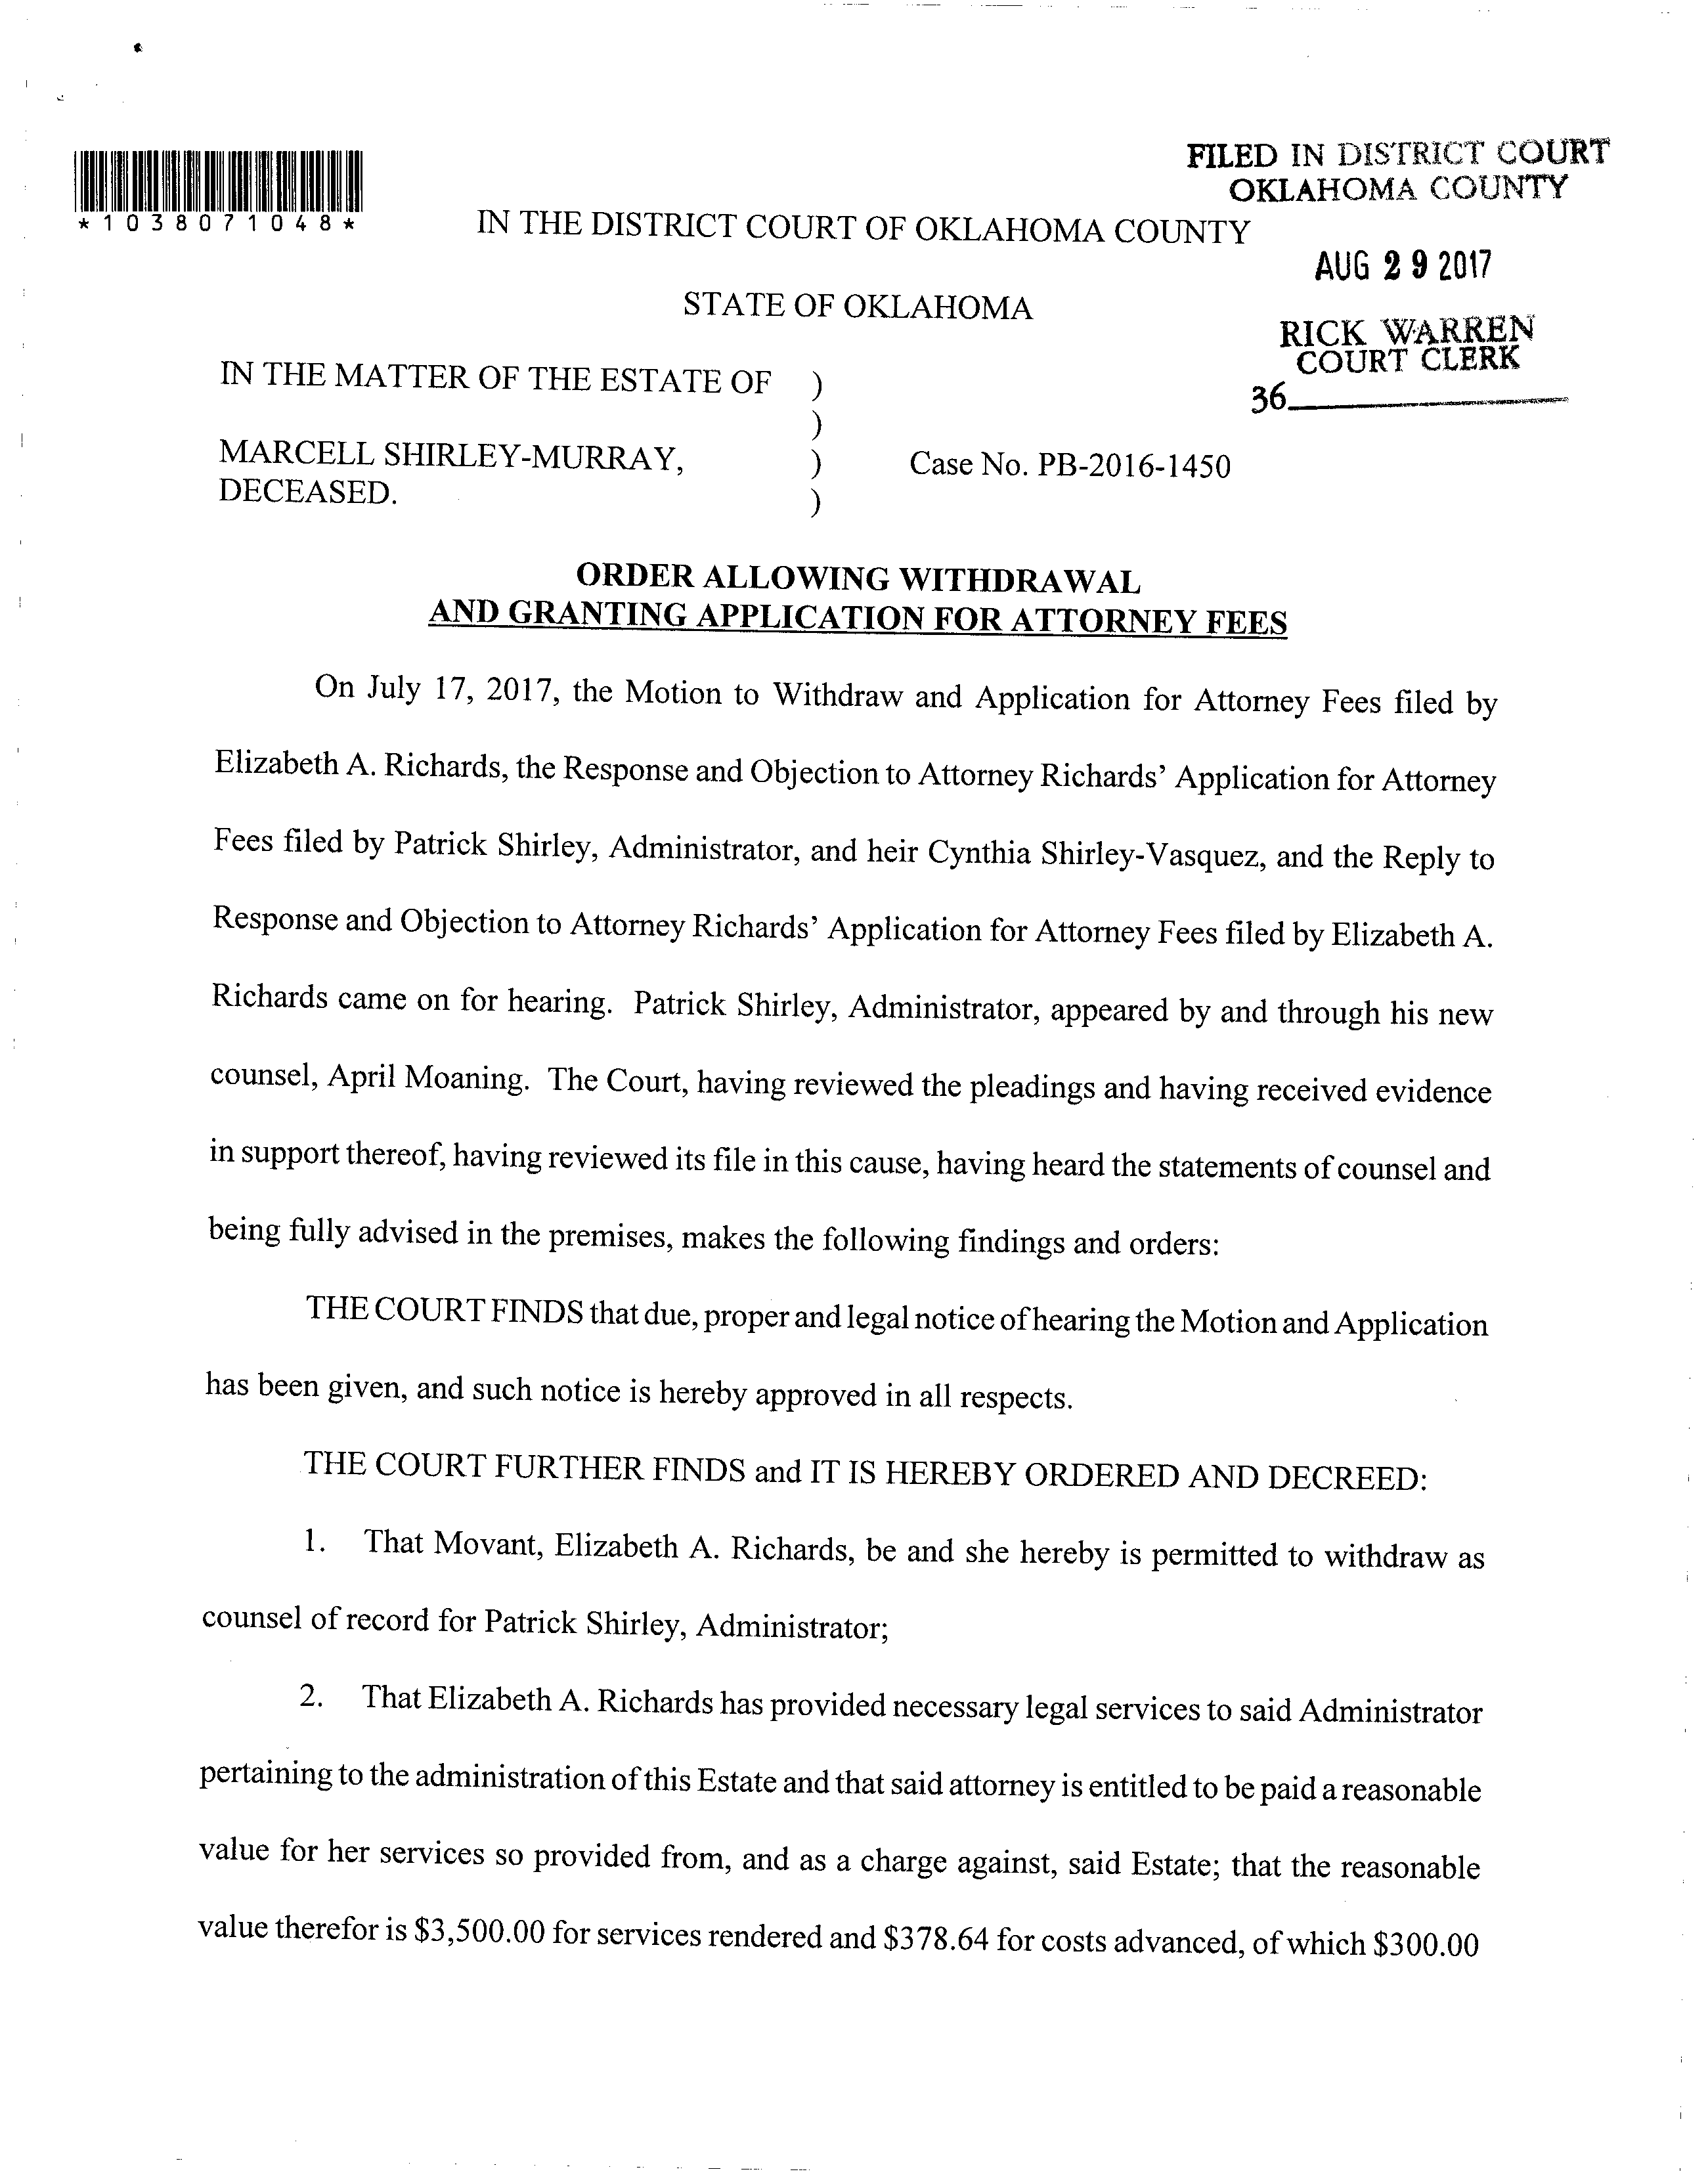 FILED IN DISTRICT COURT
OKLAHOMA COUNTY
*1038071048*
IN THE DISTRICT COURT OF OKLAHOMA COUNTY
AUG 29 2017
STATE OF OKLAHOMA
RICK WARREN
COURT CLERK
36
IN THE MATTER OF THE ESTATE OF )
)
MARCELL SHIRLEY-MURRAY, ) Case No. PB-2016-1450
DECEASED. )
ORDER ALLOWING WITHDRAWAL
AND GRANTING APPLICATION FOR ATTORNEY FEES
On July 17, 2017, the Motion to Withdraw and Application for Attorney Fees filed by
Elizabeth A. Richards, the Response and Objection to Attorney Richards' Application for Attorney
Fees filed by Patrick Shirley, Administrator, and heir Cynthia Shirley-Vasquez, and the Reply to
Response and Objection to Attorney Richards' Application for Attorney Fees filed by Elizabeth A.
Richards came on for hearing. Patrick Shirley, Administrator, appeared by and through his new
counsel, April Moaning. The Court, having reviewed the pleadings and having received evidence
in support thereof, having reviewed its file in this cause, having heard the statements of counsel and
being fully advised in the premises, makes the following findings and orders:
THE COURT FINDS that due, proper and legal notice of hearing the Motion and Application
has been given, and such notice is hereby approved in all respects.
THE COURT FURTHER FINDS and IT IS HEREBY ORDERED AND DECREED:
1. That Movant, Elizabeth A. Richards, be and she hereby is permitted to withdraw as
counsel of record for Patrick Shirley, Administrator;
2. That Elizabeth A. Richards has provided necessary legal services to said Administrator
pertaining to the administration of this Estate and that said attorney is entitled to be paid a reasonable
value for her services so provided from, and as a charge against, said Estate; that the reasonable
value therefor is $3,500.00 for services rendered and $378.64 for costs advanced, of which $300.00